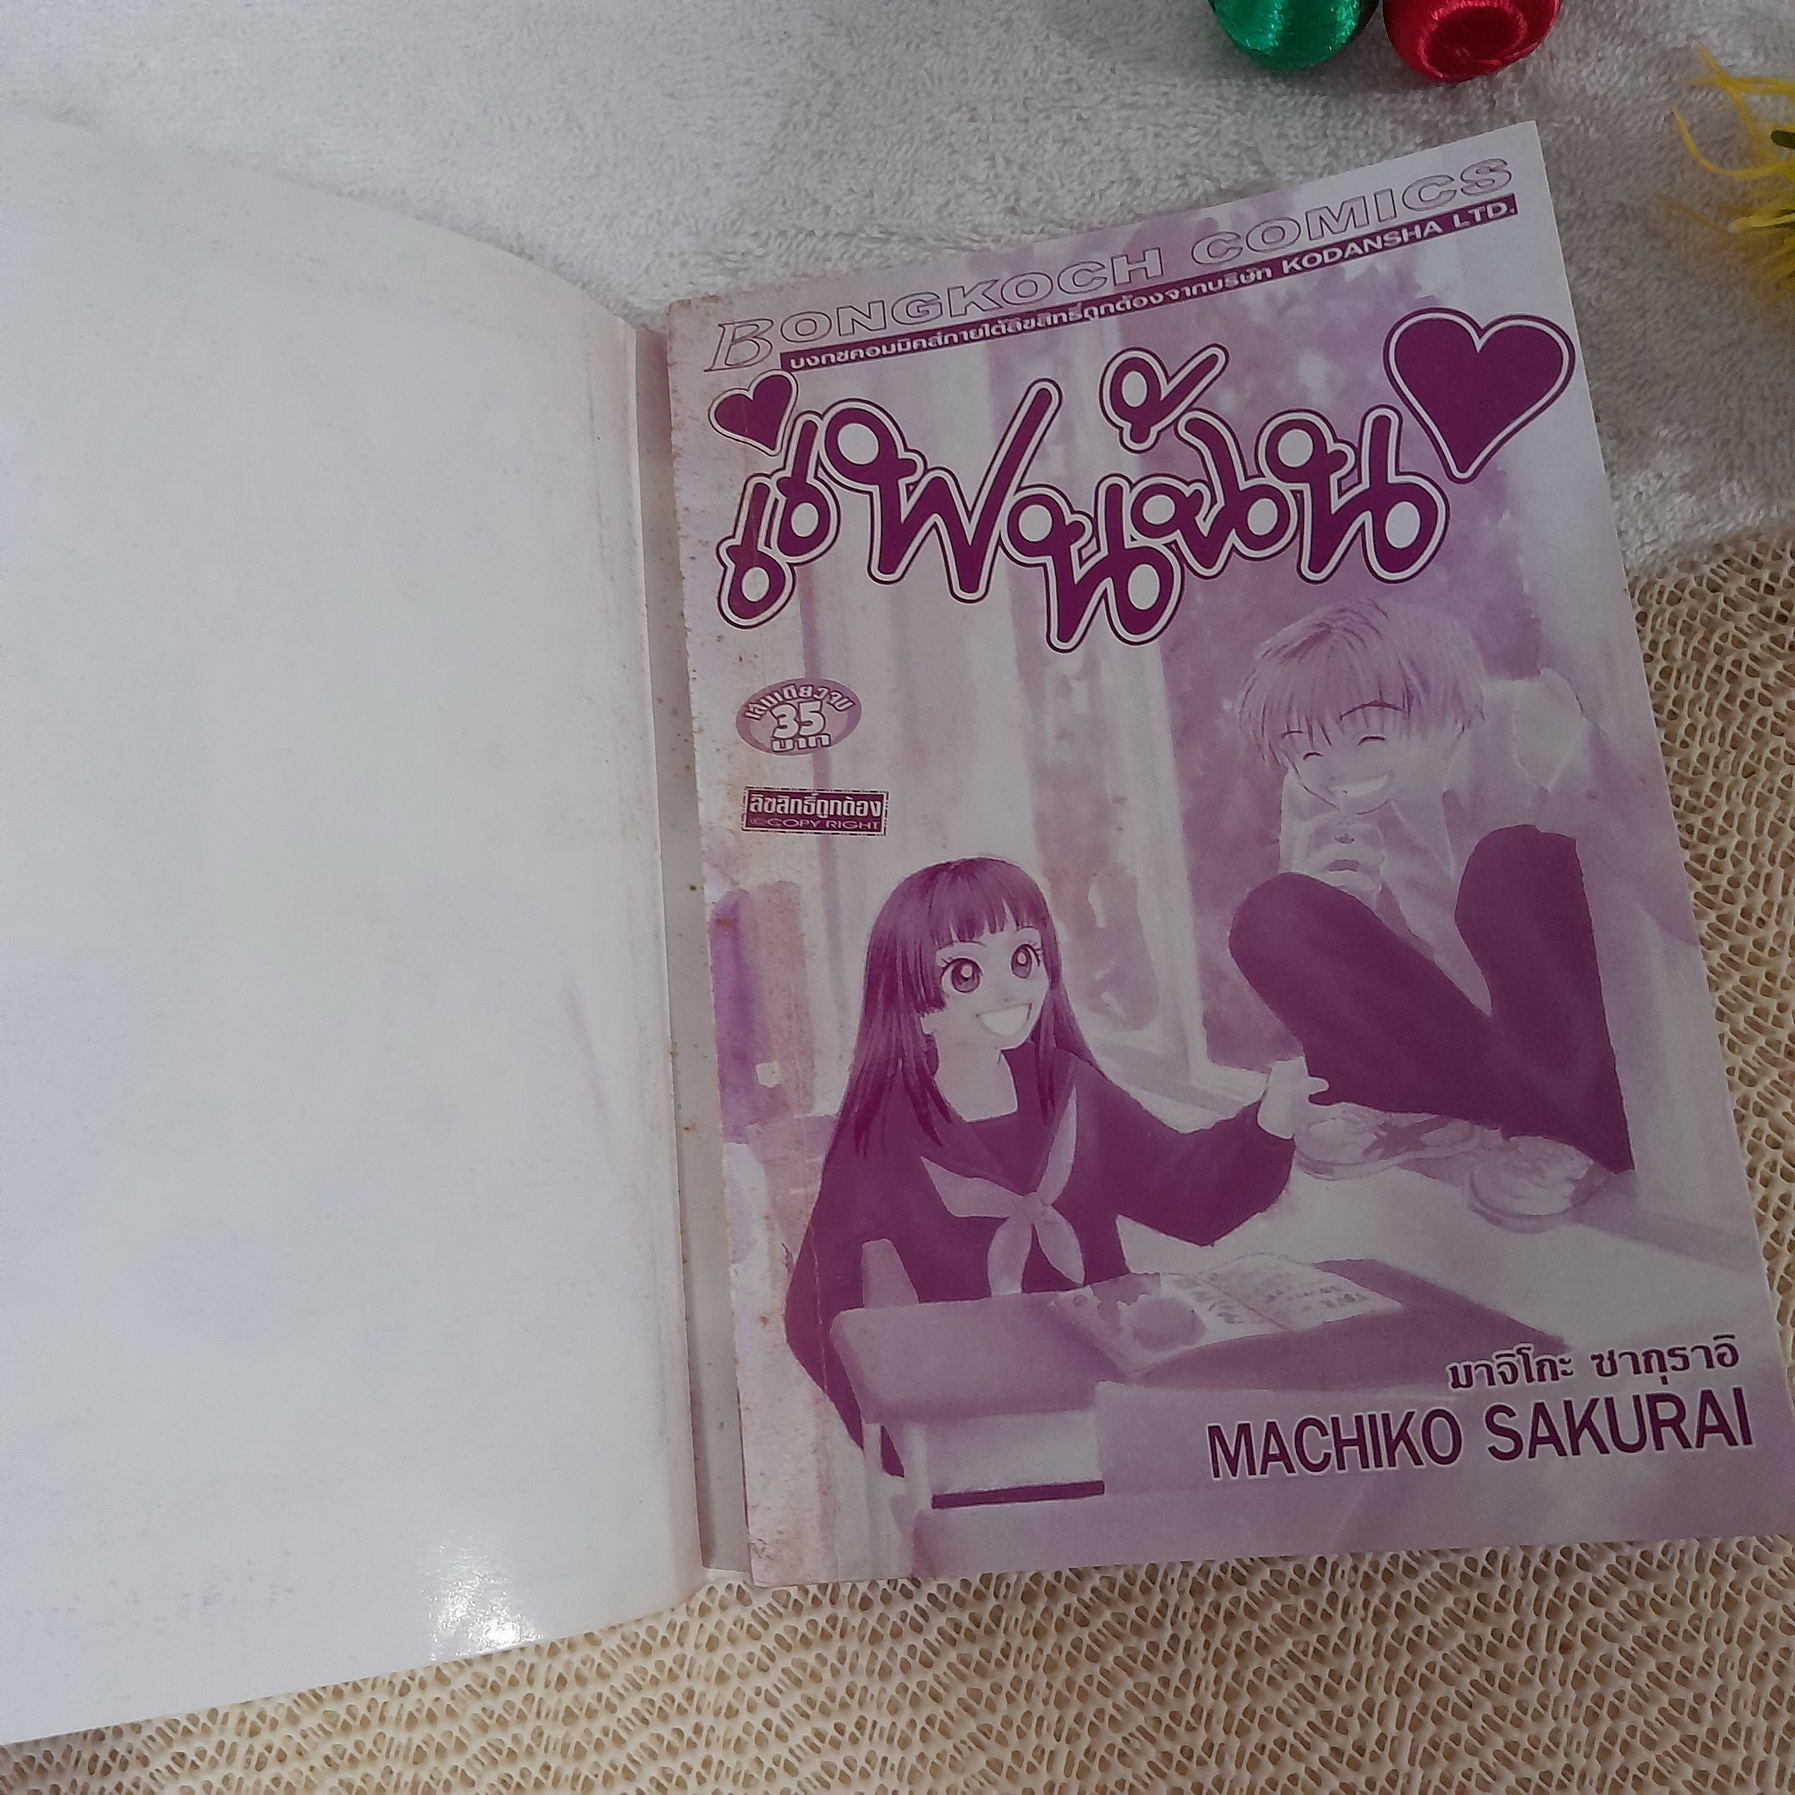 BONGKOCH COMICS
บงกชคอมมิคส์ภายใต้ลิขสิทธิ์ถูกต้องจากบริษัท KODANSHA LTD.
แฟนฉัน
เล่มเดียวจบ
35
บาท
ลิขสิทธิ์ถูกต้อง
©COPY RIGHT
มาจิโกะ ซากุราอิ
MACHIKO SAKURAI